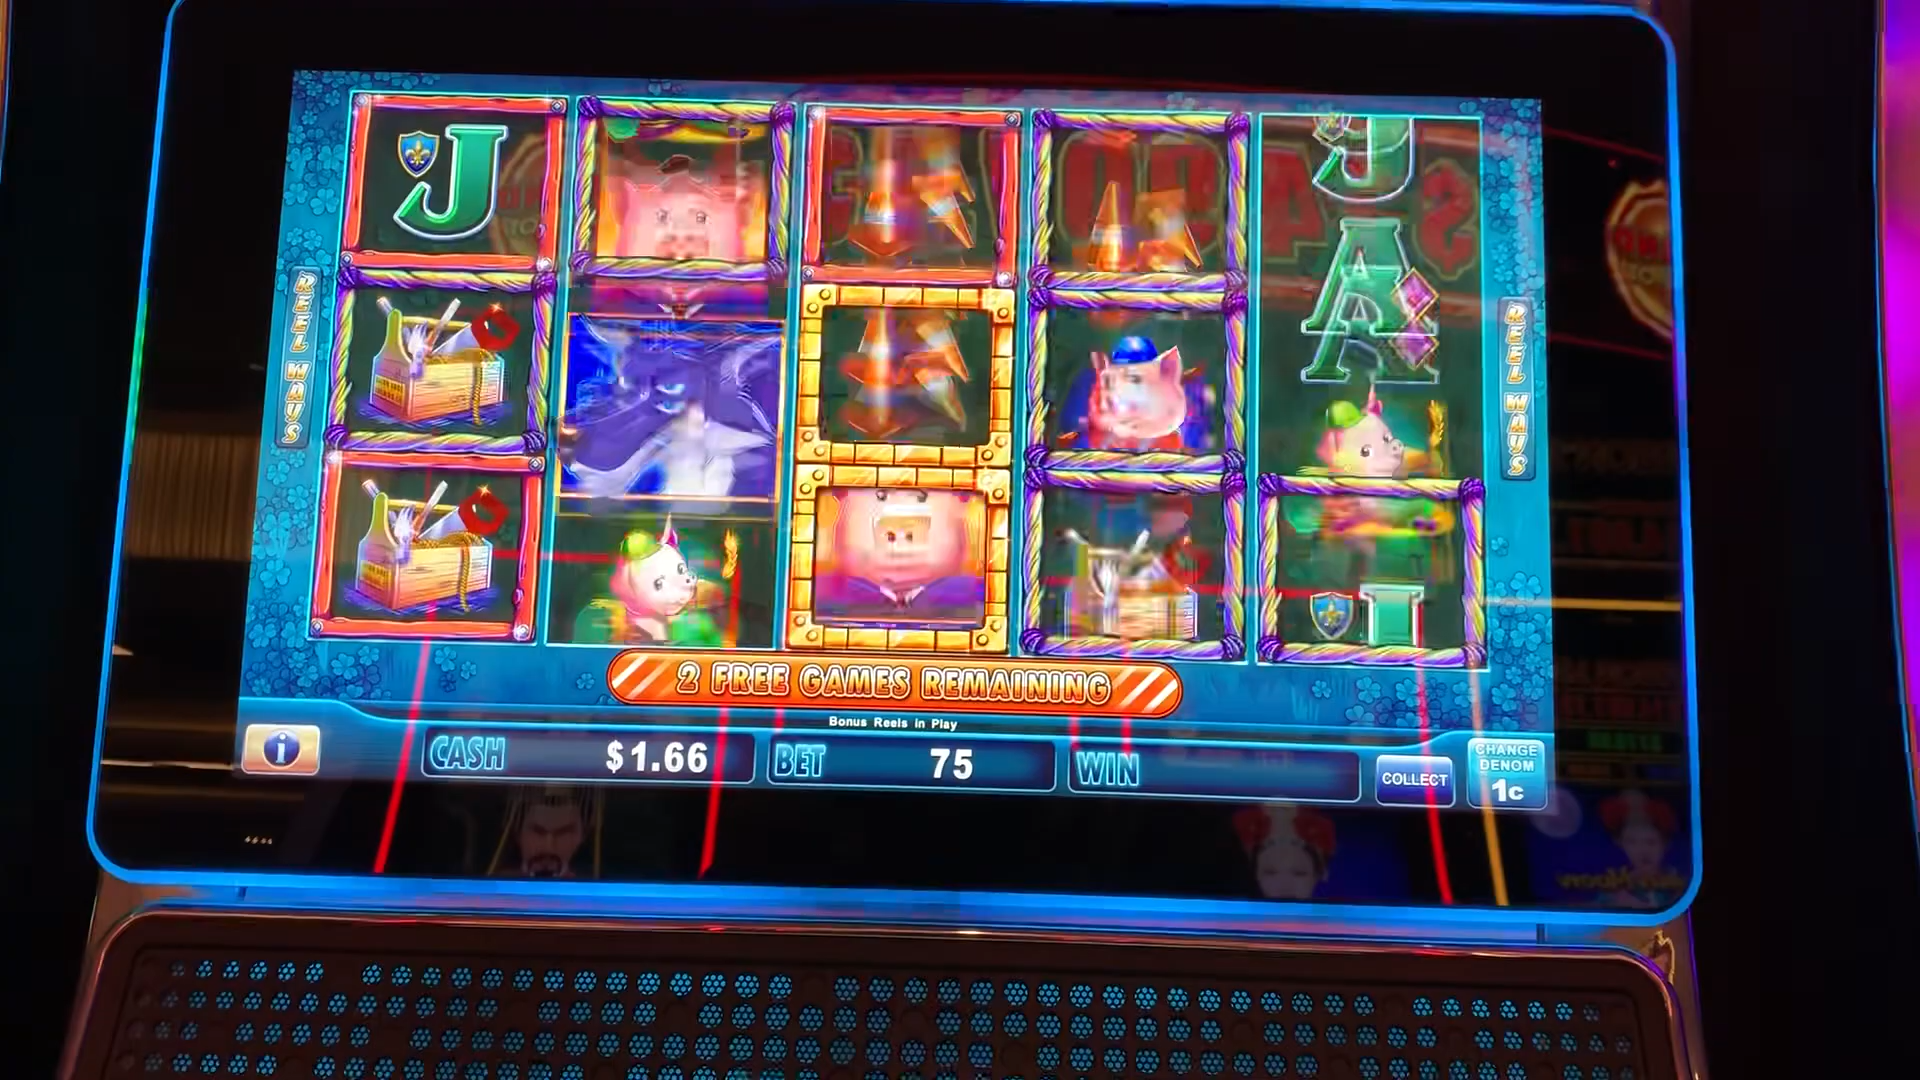 J
J
A
REEL WAYS
REEL WAYS
2 FREE GAMES REMAINING
Bonus Reels in Play
i
CASH $1.66
BET 75
WIN
COLLECT
CHANGE
DENOM
1c